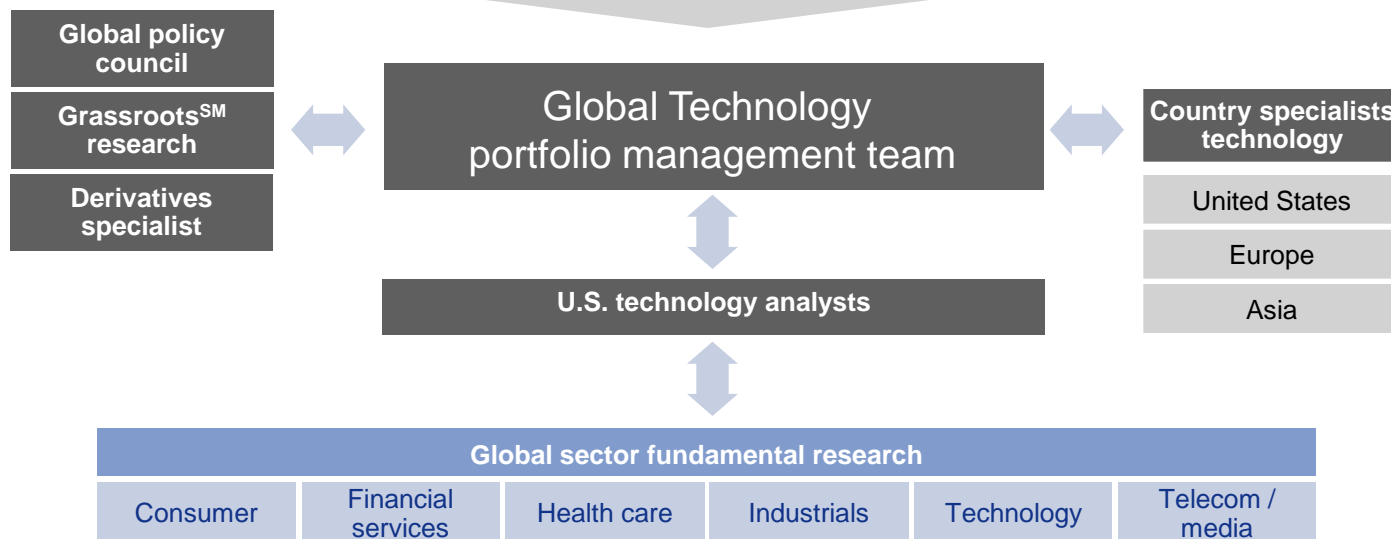 Global policy
council
Grassroots℠
research
Derivatives
specialist
Global Technology
portfolio management team
Country specialists
technology
United States
Europe
Asia
U.S. technology analysts
Global sector fundamental research
Consumer
Financial
services
Health care
Industrials
Technology
Telecom /
media